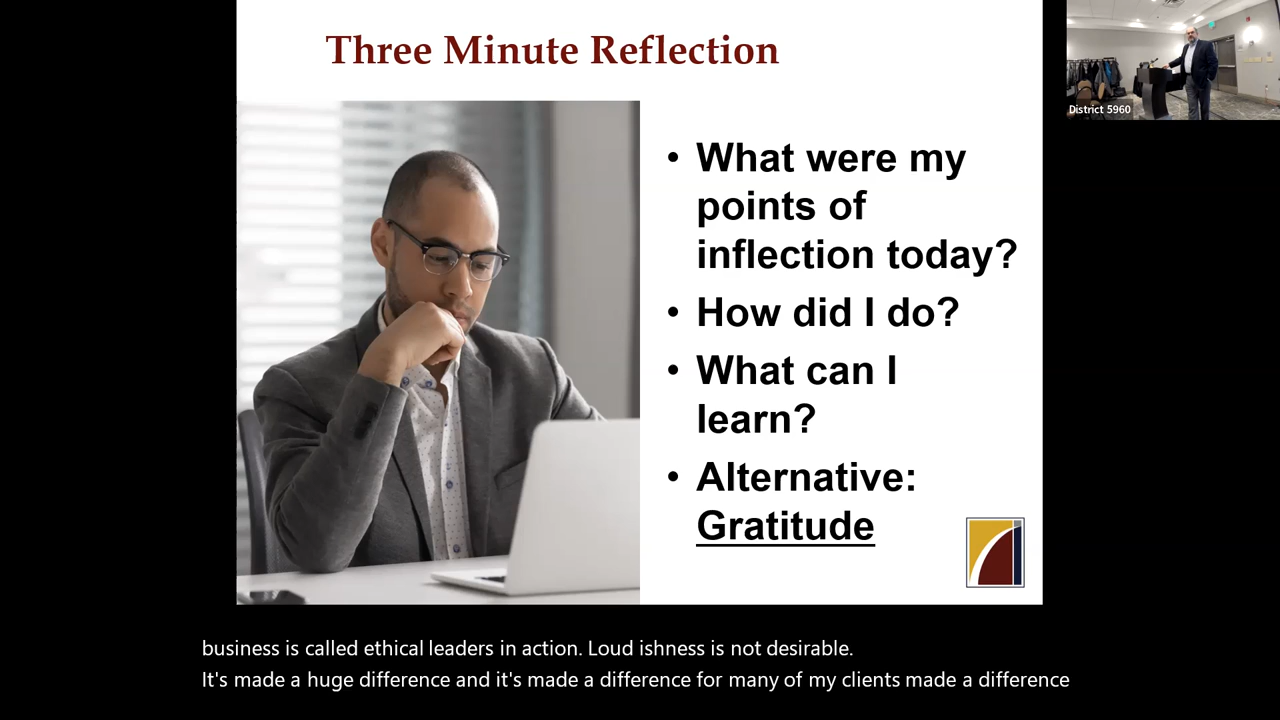 Three Minute Reflection
District 5960
• What were my
points of
inflection today?
• How did I do?
• What can I
learn?
• Alternative:
Gratitude
business is called ethical leaders in action. Loud ishness is not desirable.
It's made a huge difference and it's made a difference for many of my clients made a difference